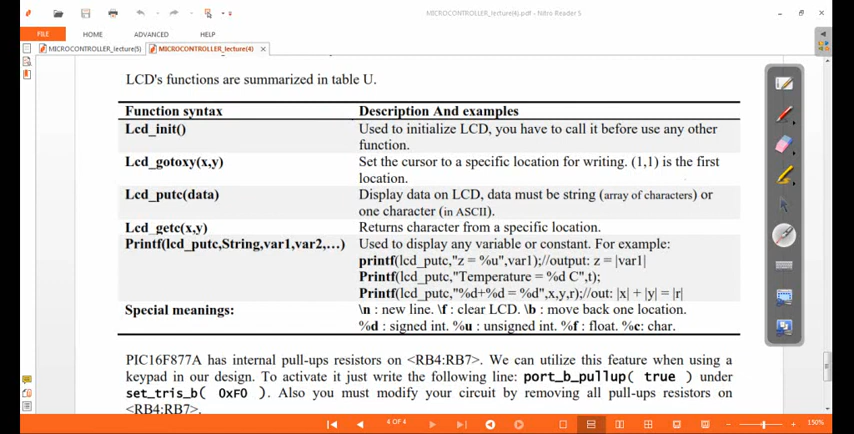 MICROCONTROLLER_lecture(4).pdf - Nitro Reader 5
FILE HOME ADVANCED HELP
MICROCONTROLLER_lecture(5) MICROCONTROLLER_lecture(4)
LCD's functions are summarized in table U.
Function syntax Description And examples
Lcd_init() Used to initialize LCD, you have to call it before use any other
function.
Lcd_gotoxy(x,y) Set the cursor to a specific location for writing. (1,1) is the first
location.
Lcd_putc(data) Display data on LCD, data must be string (array of characters) or
one character (in ASCII).
Lcd_getc(x,y) Returns character from a specific location.
Printf(lcd_putc,String,var1,var2,…) Used to display any variable or constant. For example:
printf(lcd_putc,"z = %u",var1);//output: z = |var1|
Printf(lcd_putc,"Temperature = %d C",t);
Printf(lcd_putc,"%d+%d = %d",x,y,r);//out: |x| + |y| = |r|
Special meanings: \n : new line. \f : clear LCD. \b : move back one location.
%d : signed int. %u : unsigned int. %f : float. %c: char.
PIC16F877A has internal pull-ups resistors on <RB4:RB7>. We can utilize this feature when using a
keypad in our design. To activate it just write the following line: port_b_pullup( true ) under
set_tris_b( 0xF0 ). Also you must modify your circuit by removing all pull-ups resistors on
<RB4:RB7>.
4 OF 4
150%